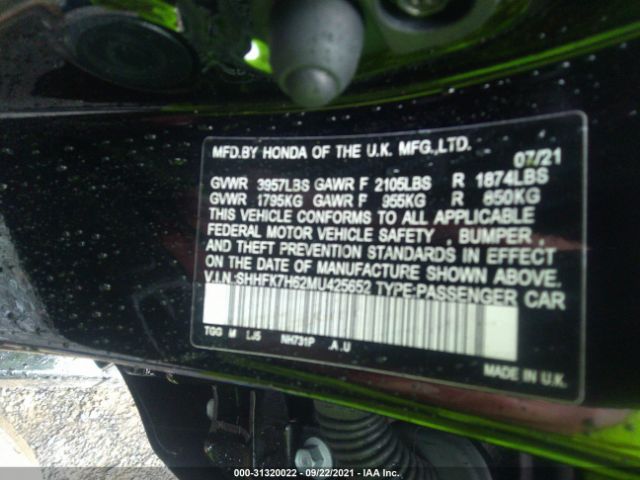 MFD.BY HONDA OF THE U.K. MFG.,LTD.
07/21
GVWR 3957LBS GAWR F 2105LBS R 1874LBS
GVWR 1795KG GAWR F 955KG R 850KG
THIS VEHICLE CONFORMS TO ALL APPLICABLE
FEDERAL MOTOR VEHICLE SAFETY , BUMPER ,
AND THEFT PREVENTION STANDARDS IN EFFECT
ON THE DATE OF MANUFACTURE SHOWN ABOVE.
V.I.N.:SHHFK7H62MU425652 TYPE:PASSENGER CAR
TGG M 1J5 NH731P .A .U
MADE IN U.K.
000-31320022 - 09/22/2021 - IAA Inc.